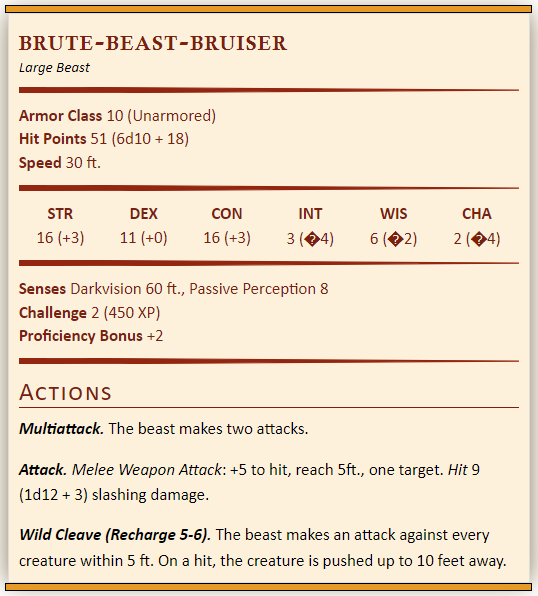 BRUTE-BEAST-BRUISER
Large Beast
Armor Class 10 (Unarmored)
Hit Points 51 (6d10 + 18)
Speed 30 ft.
STR DEX CON INT WIS CHA
16 (+3) 11 (+0) 16 (+3) 3 (�4) 6 (�2) 2 (�4)
Senses Darkvision 60 ft., Passive Perception 8
Challenge 2 (450 XP)
Proficiency Bonus +2
ACTIONS
Multiattack. The beast makes two attacks.
Attack. Melee Weapon Attack: +5 to hit, reach 5ft., one target. Hit 9
(1d12 + 3) slashing damage.
Wild Cleave (Recharge 5-6). The beast makes an attack against every
creature within 5 ft. On a hit, the creature is pushed up to 10 feet away.